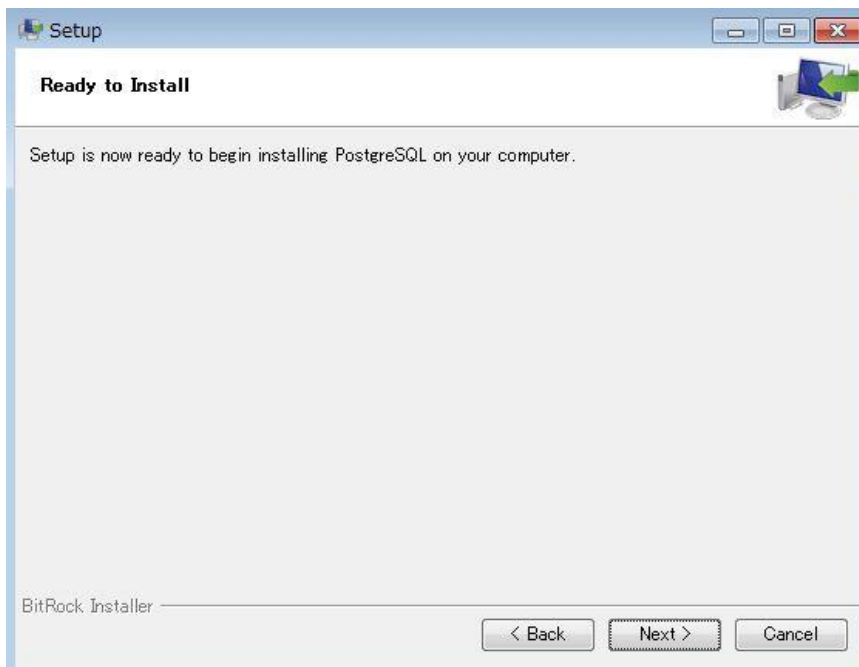 Setup
Ready to Install
Setup is now ready to begin installing PostgreSQL on your computer.
BitRock Installer
< Back
Next >
Cancel